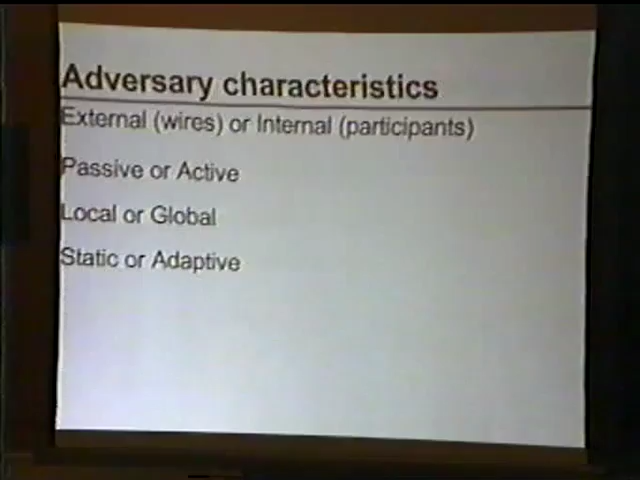 Adversary characteristics
External (wires) or Internal (participants)
Passive or Active
Local or Global
Static or Adaptive